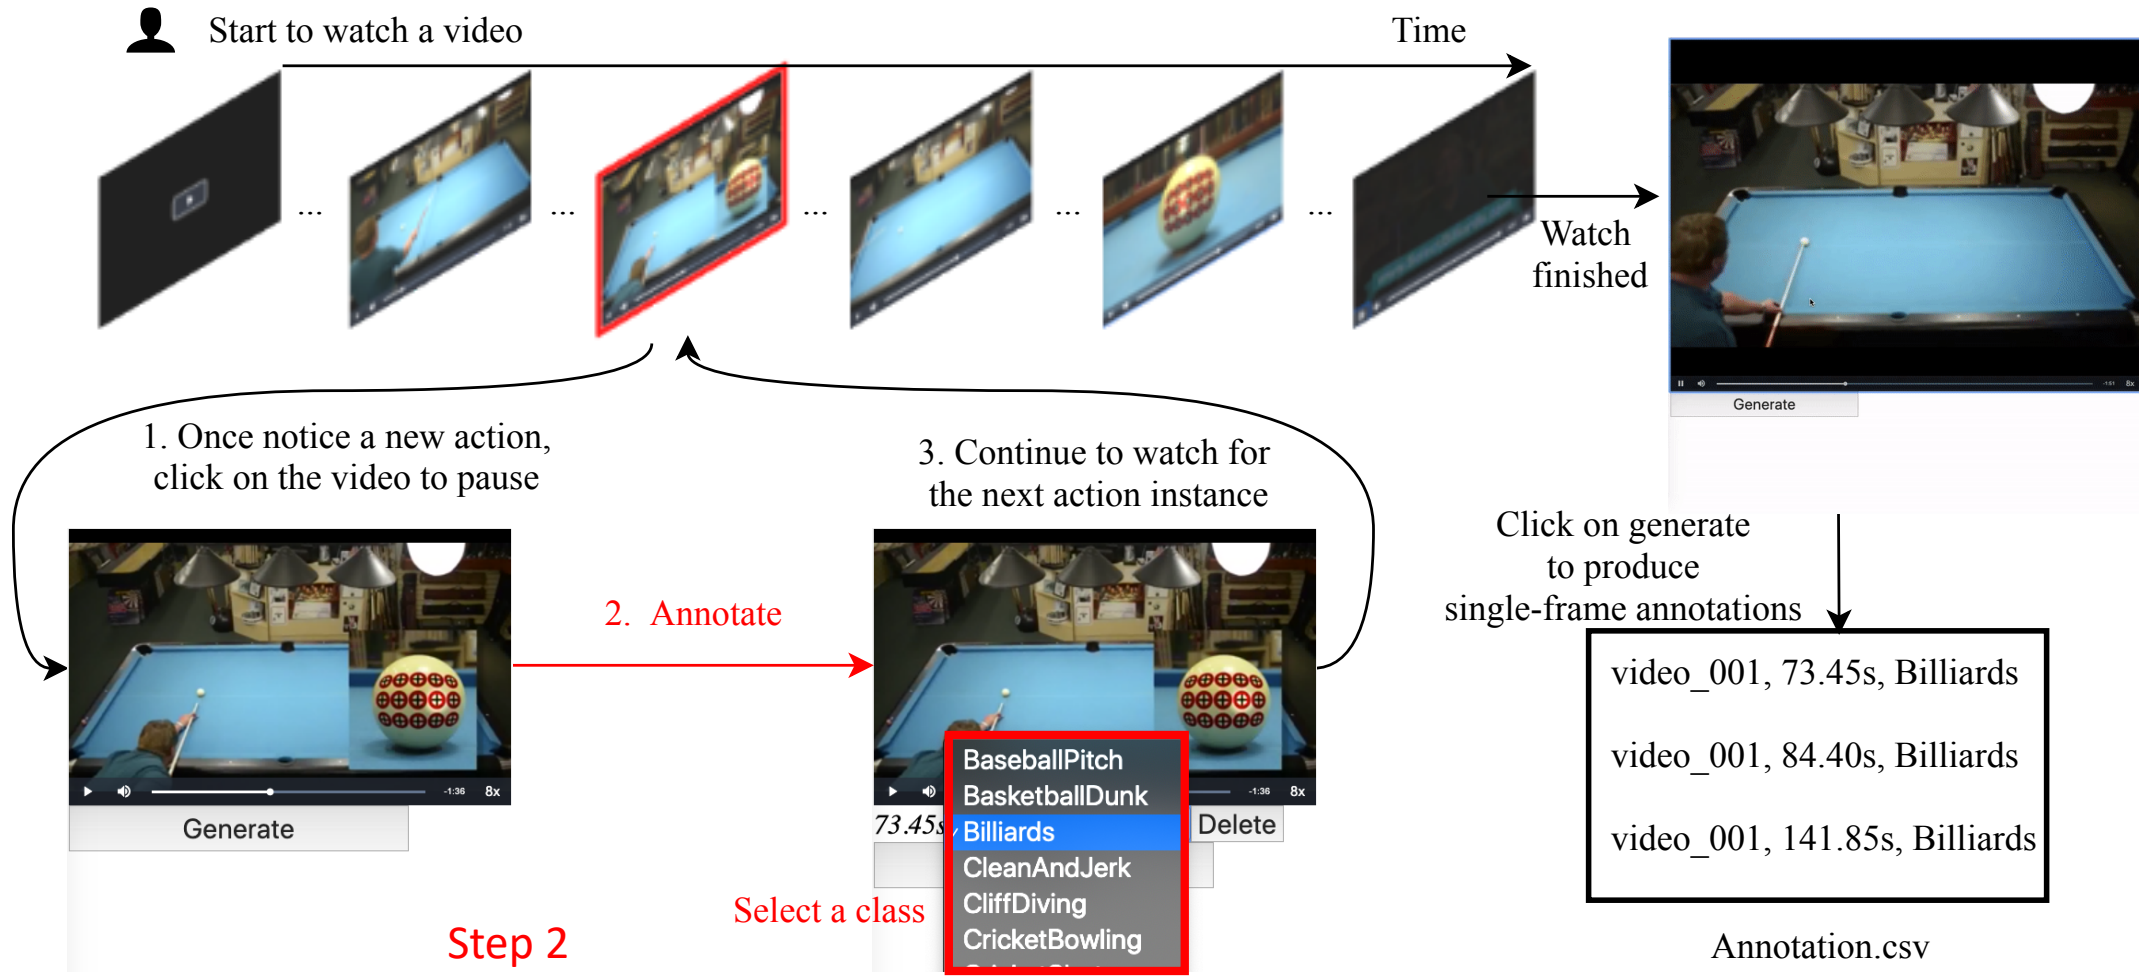 Start to watch a video
Time
...
...
...
...
...
Watch
finished
1. Once notice a new action,
click on the video to pause
3. Continue to watch for
the next action instance
-1:51 8x
Generate
Click on generate
to produce
single-frame annotations
2. Annotate
-1:36 8x
Generate
-1:36 8x
73.45s
Delete
BaseballPitch
BasketballDunk
Billiards
CleanAndJerk
CliffDiving
CricketBowling
Select a class
Step 2
video_001, 73.45s, Billiards
video_001, 84.40s, Billiards
video_001, 141.85s, Billiards
Annotation.csv